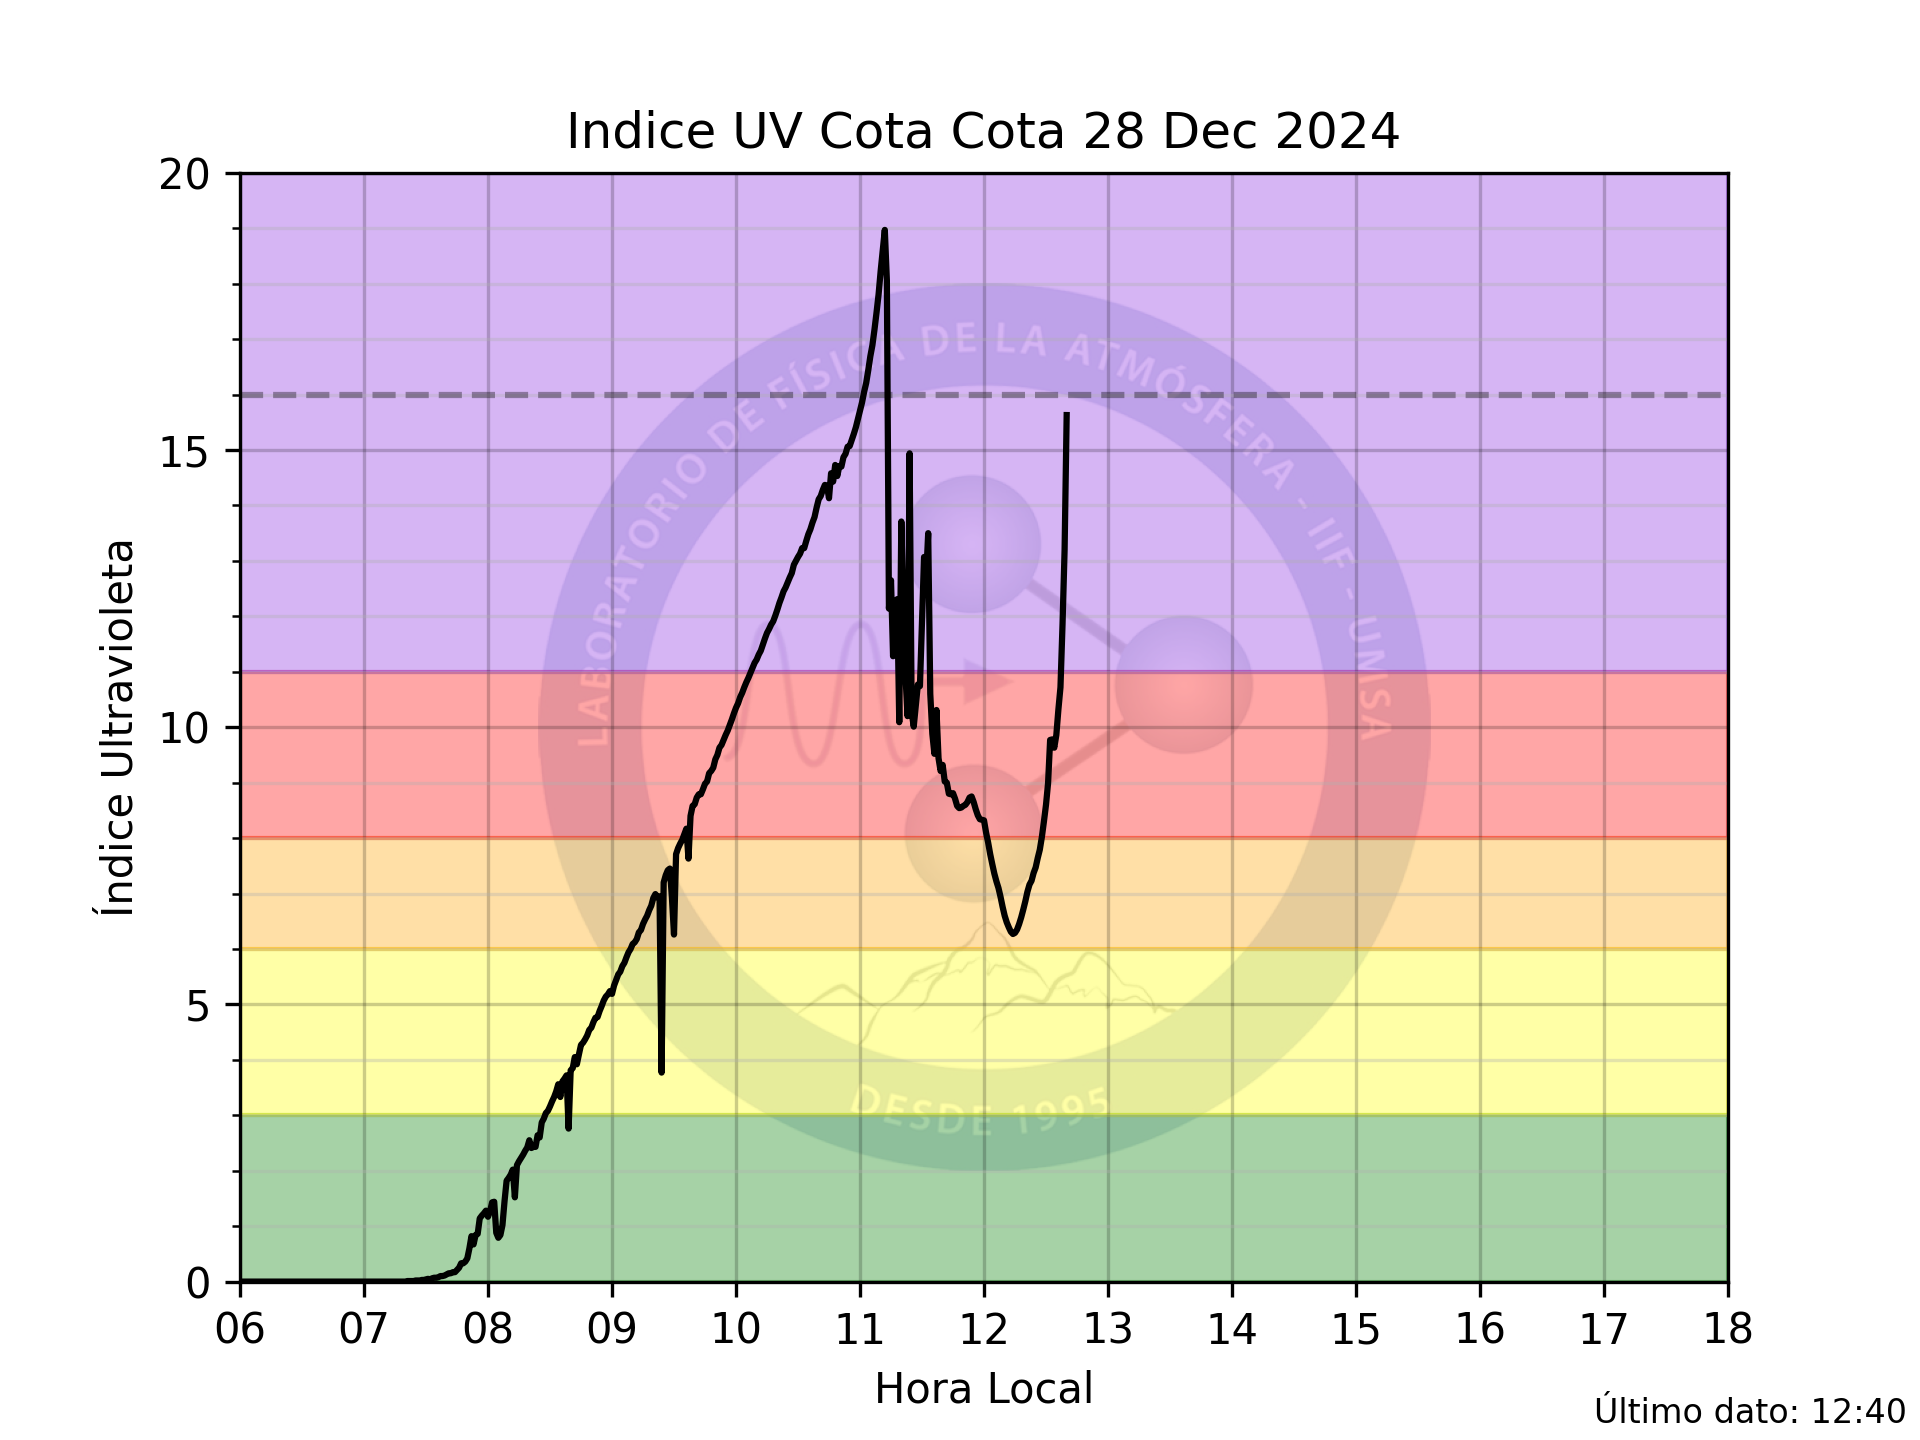 Indice UV Cota Cota 28 Dec 2024
20
15
10
5
0
Índice Ultravioleta
LABORATORIO DE FÍSICA DE LA ATMÓSFERA - IIF - UMSA
DESDE 1995
06 07 08 09 10 11 12 13 14 15 16 17 18
Hora Local
Último dato: 12:40